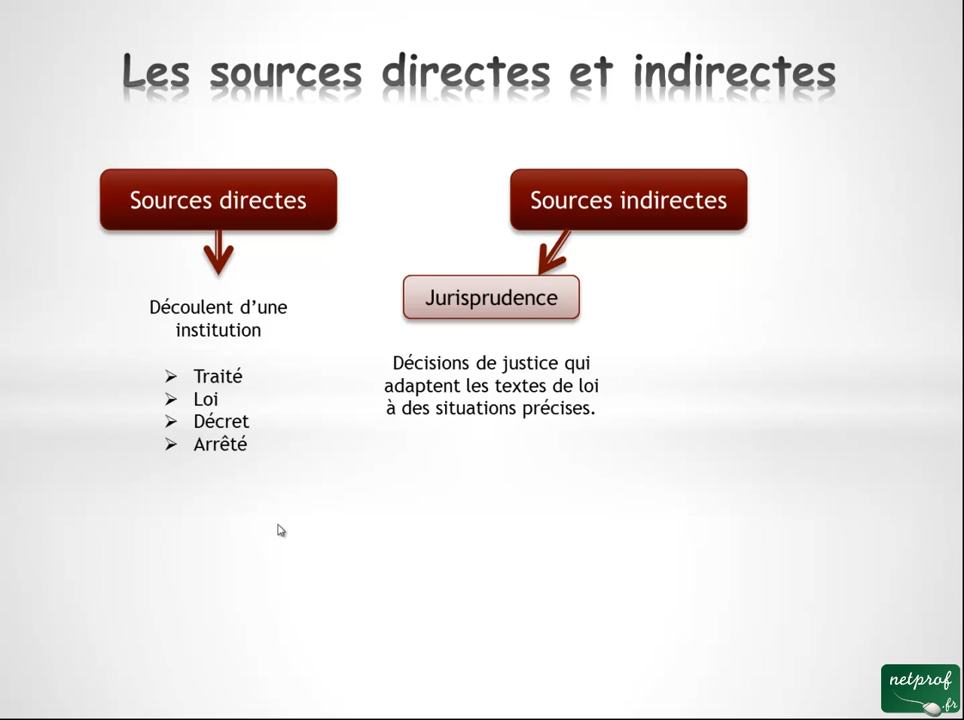 Les sources directes et indirectes
Sources directes
Découlent d’une
institution
Traité
Loi
Décret
Arrêté
Sources indirectes
Jurisprudence
Décisions de justice qui
adaptent les textes de loi
à des situations précises.
netprof
.fr